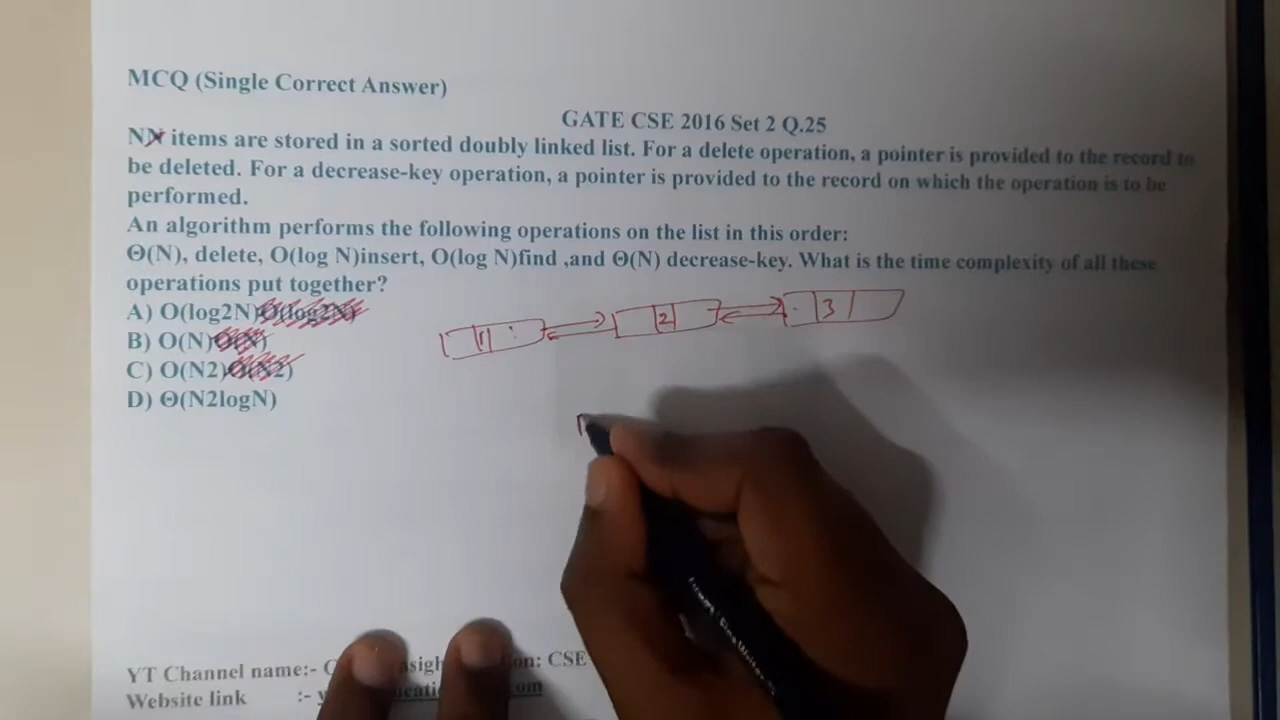 MCQ (Single Correct Answer)
GATE CSE 2016 Set 2 Q.25
NN items are stored in a sorted doubly linked list. For a delete operation, a pointer is provided to the record to
be deleted. For a decrease-key operation, a pointer is provided to the record on which the operation is to be
performed.
An algorithm performs the following operations on the list in this order:
Θ(N), delete, O(log N)insert, O(log N)find ,and Θ(N) decrease-key. What is the time complexity of all these
operations put together?
A) O(log2N)O(log2N)
B) O(N)O(N)
C) O(N2)O(N2)
D) Θ(N2logN)
1 2 3
YT Channel name:- CSE
Website link :-